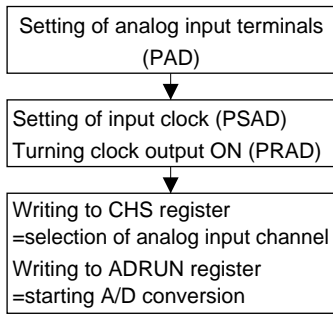 Setting of analog input terminals
(PAD)
Setting of input clock (PSAD)
Turning clock output ON (PRAD)
Writing to CHS register
=selection of analog input channel
Writing to ADRUN register
=starting A/D conversion